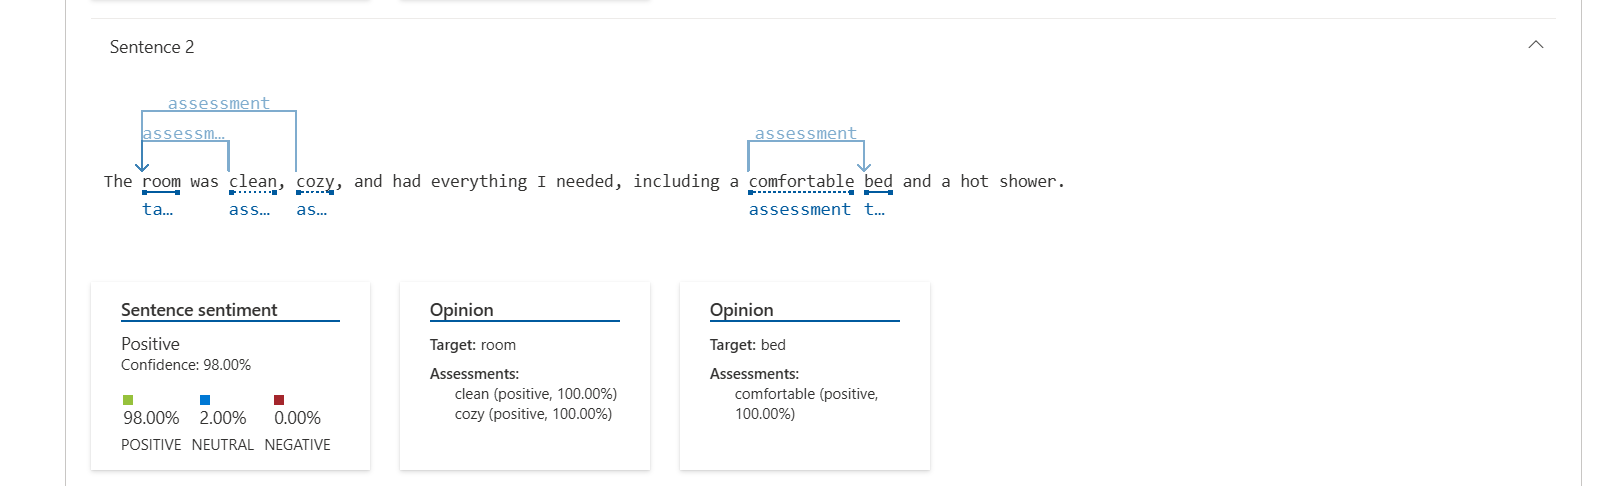 Sentence 2
assessment
assessm...
assessment
The room was clean, cozy, and had everything I needed, including a comfortable bed and a hot shower.
ta... ass... as... assessment t...
Sentence sentiment
Positive
Confidence: 98.00%
98.00% 2.00% 0.00%
POSITIVE NEUTRAL NEGATIVE
Opinion
Target: room
Assessments:
clean (positive, 100.00%)
cozy (positive, 100.00%)
Opinion
Target: bed
Assessments:
comfortable (positive,
100.00%)